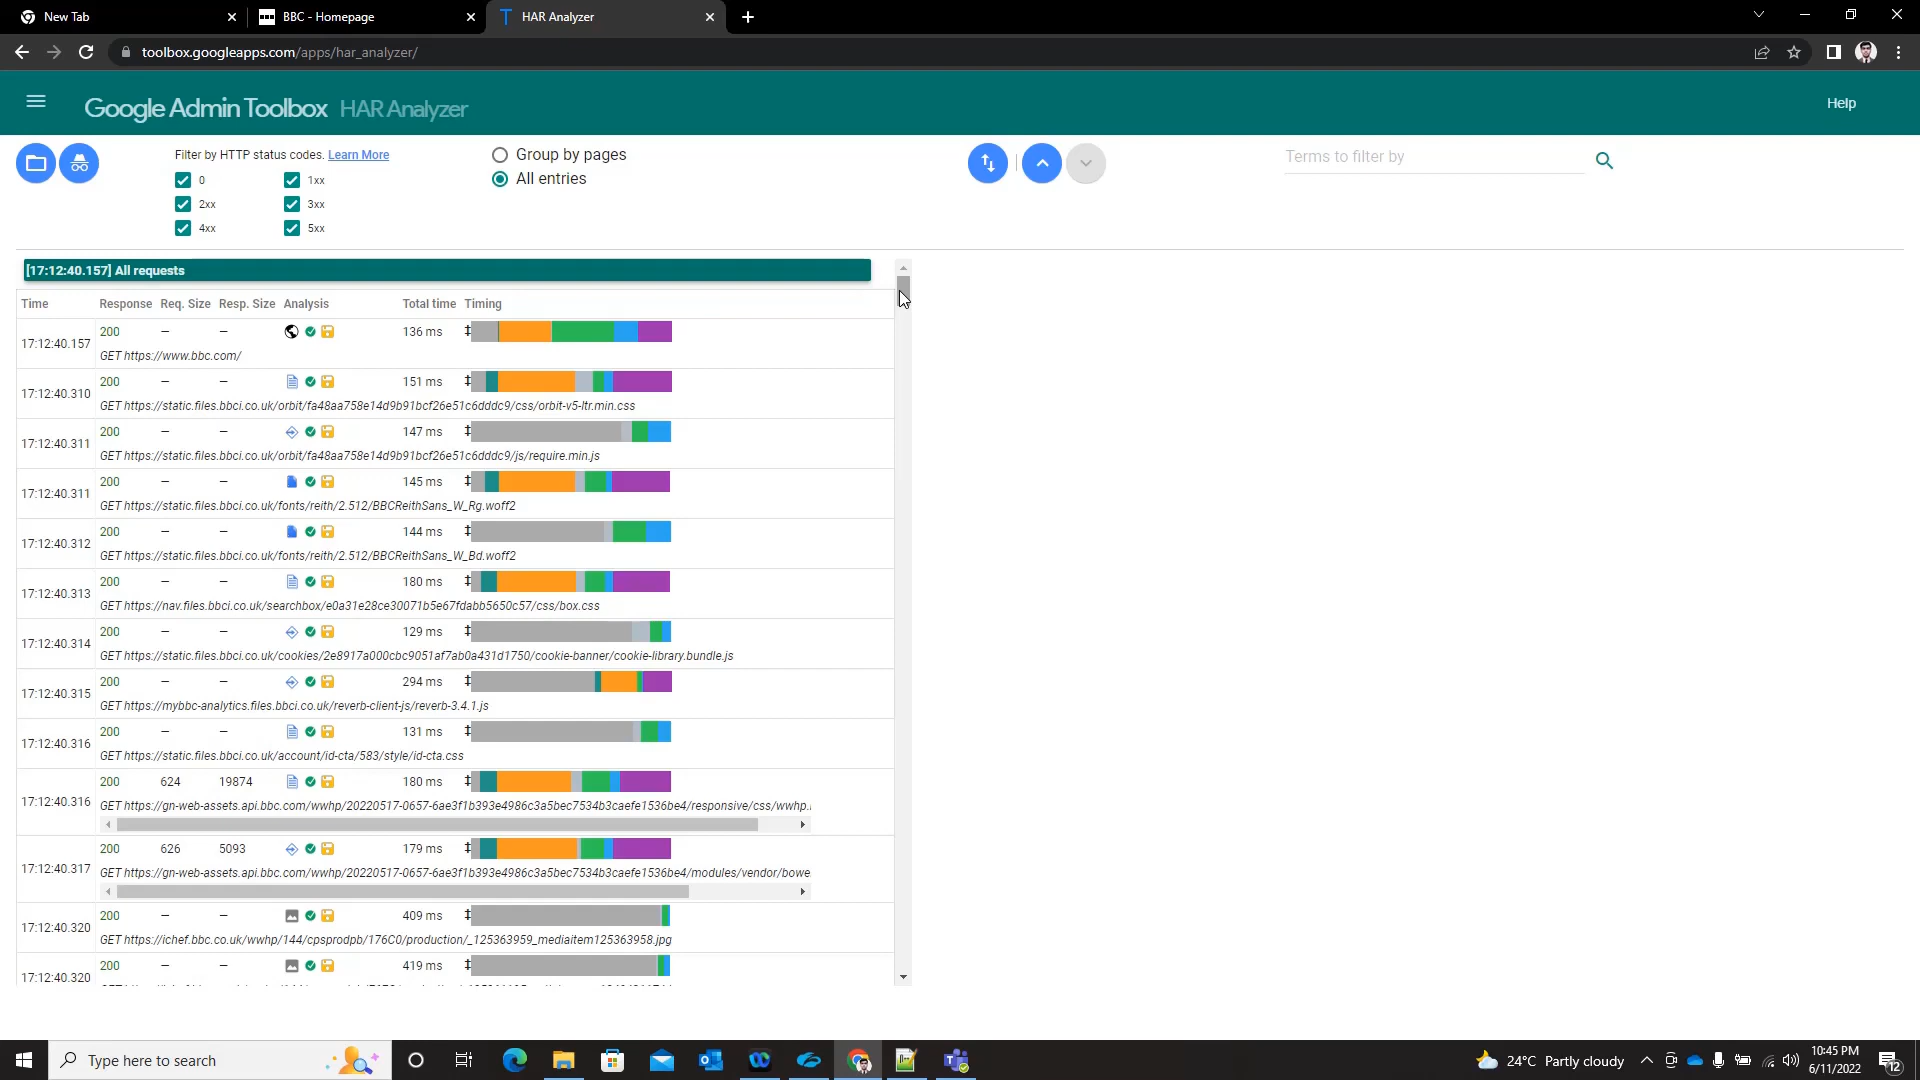 New Tab
BBC - Homepage
HAR Analyzer
toolbox.googleapps.com/apps/har_analyzer/
Google Admin Toolbox HAR Analyzer
Help
Filter by HTTP status codes. Learn More
0
1xx
2xx
3xx
4xx
5xx
Group by pages
All entries
Terms to filter by
[17:12:40.157] All requests
Time Response Req. Size Resp. Size Analysis Total time Timing
17:12:40.157 200 – – 136 ms
GET https://www.bbc.com/
17:12:40.310 200 – – 151 ms
GET https://static.files.bbci.co.uk/orbit/fa48aa758e14d9b91bcf26e51c6dddc9/css/orbit-v5-ltr.min.css
17:12:40.311 200 – – 147 ms
GET https://static.files.bbci.co.uk/orbit/fa48aa758e14d9b91bcf26e51c6dddc9/js/require.min.js
17:12:40.311 200 – – 145 ms
GET https://static.files.bbci.co.uk/fonts/reith/2.512/BBCReithSans_W_Rg.woff2
17:12:40.312 200 – – 144 ms
GET https://static.files.bbci.co.uk/fonts/reith/2.512/BBCReithSans_W_Bd.woff2
17:12:40.313 200 – – 180 ms
GET https://nav.files.bbci.co.uk/searchbox/e0a31e28ce30071b5e67fdabb5650c57/css/box.css
17:12:40.314 200 – – 129 ms
GET https://static.files.bbci.co.uk/cookies/2e8917a000cbc9051af7ab0a431d1750/cookie-banner/cookie-library.bundle.js
17:12:40.315 200 – – 294 ms
GET https://mybbc-analytics.files.bbci.co.uk/reverb-client-js/reverb-3.4.1.js
17:12:40.316 200 – – 131 ms
GET https://static.files.bbci.co.uk/account/id-cta/583/style/id-cta.css
17:12:40.316 200 624 19874 180 ms
GET https://gn-web-assets.api.bbc.com/wwhp/20220517-0657-6ae3f1b393e4986c3a5bec7534b3caefe1536be4/responsive/css/wwhp.
17:12:40.317 200 626 5093 179 ms
GET https://gn-web-assets.api.bbc.com/wwhp/20220517-0657-6ae3f1b393e4986c3a5bec7534b3caefe1536be4/modules/vendor/bowe
17:12:40.320 200 – – 409 ms
GET https://ichef.bbc.co.uk/wwhp/144/cpsprodpb/176C0/production/_125363959_mediaitem125363958.jpg
17:12:40.320 200 – – 419 ms
Type here to search
24°C Partly cloudy
10:45 PM
6/11/2022
12